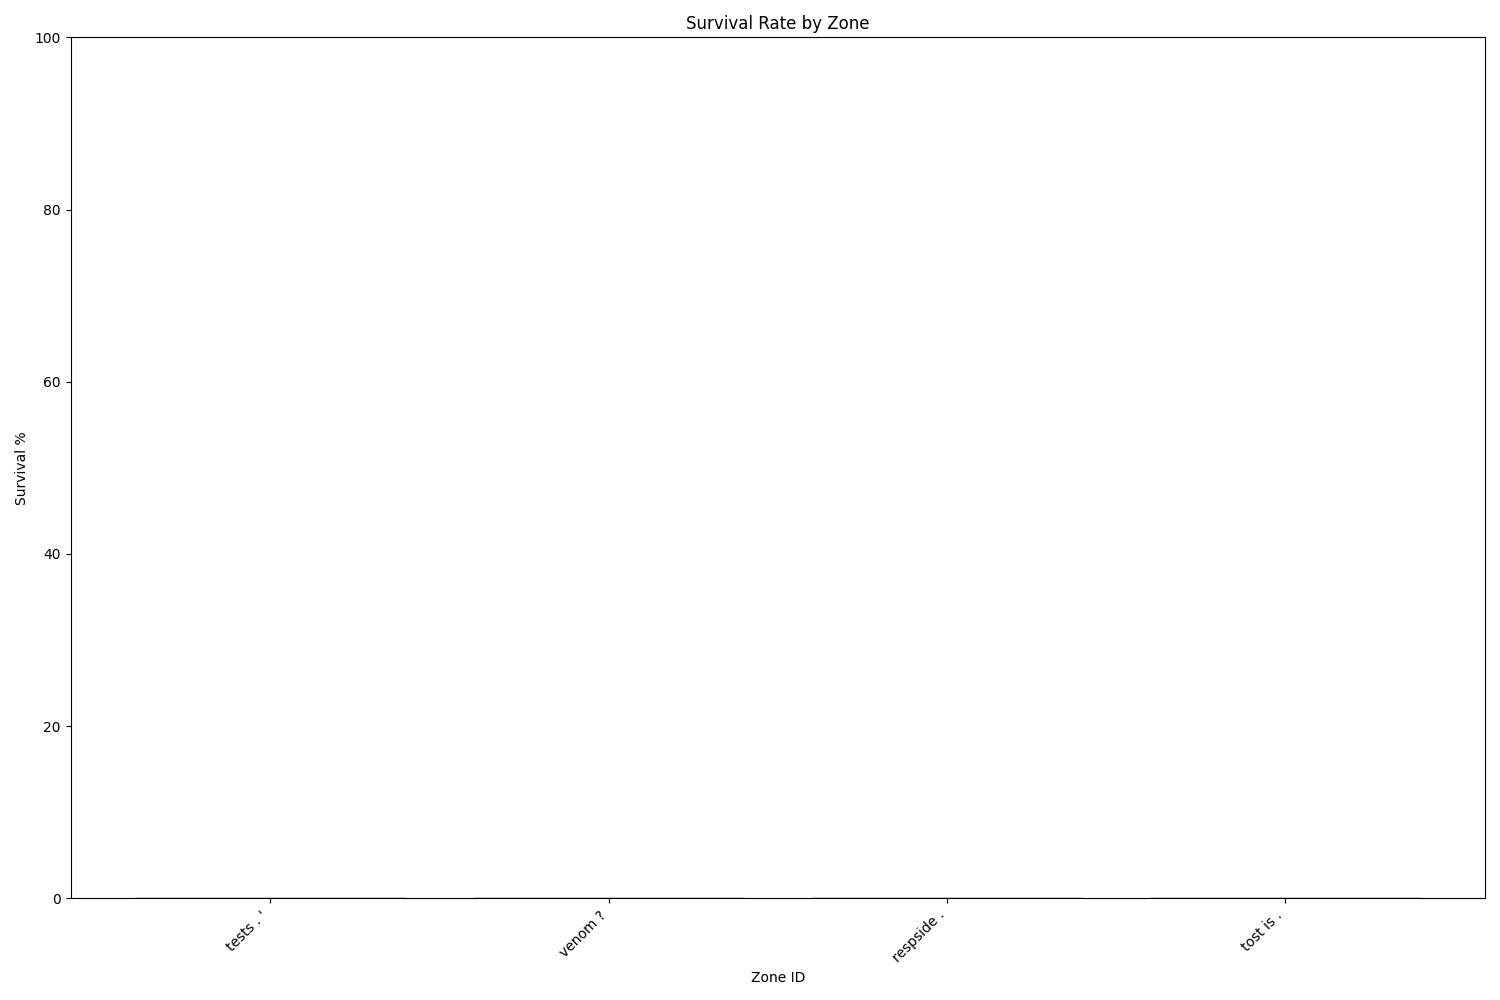 Survival Rate by Zone
100
80
60
40
20
0
Survival %
tests . '
venom ?
respside .
tost is .
Zone ID